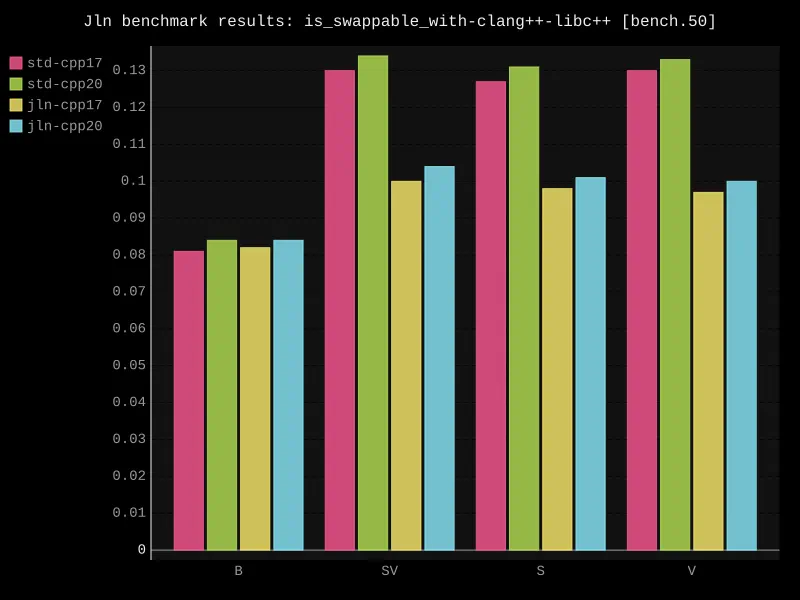 Jln benchmark results: is_swappable_with-clang++-libc++ [bench.50]
std-cpp17
std-cpp20
jln-cpp17
jln-cpp20
0.13
0.12
0.11
0.1
0.09
0.08
0.07
0.06
0.05
0.04
0.03
0.02
0.01
0
B SV S V